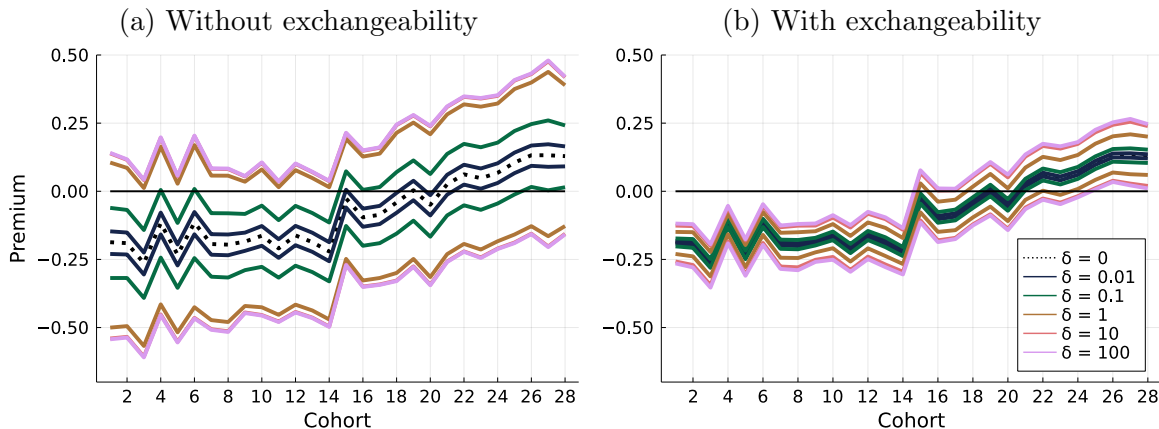 (a) Without exchangeability
(b) With exchangeability
Premium
0.50
0.25
0.00
−0.25
−0.50
2 4 6 8 10 12 14 16 18 20 22 24 26 28
Cohort
0.50
0.25
0.00
−0.25
−0.50
2 4 6 8 10 12 14 16 18 20 22 24 26 28
Cohort
δ = 0
δ = 0.01
δ = 0.1
δ = 1
δ = 10
δ = 100